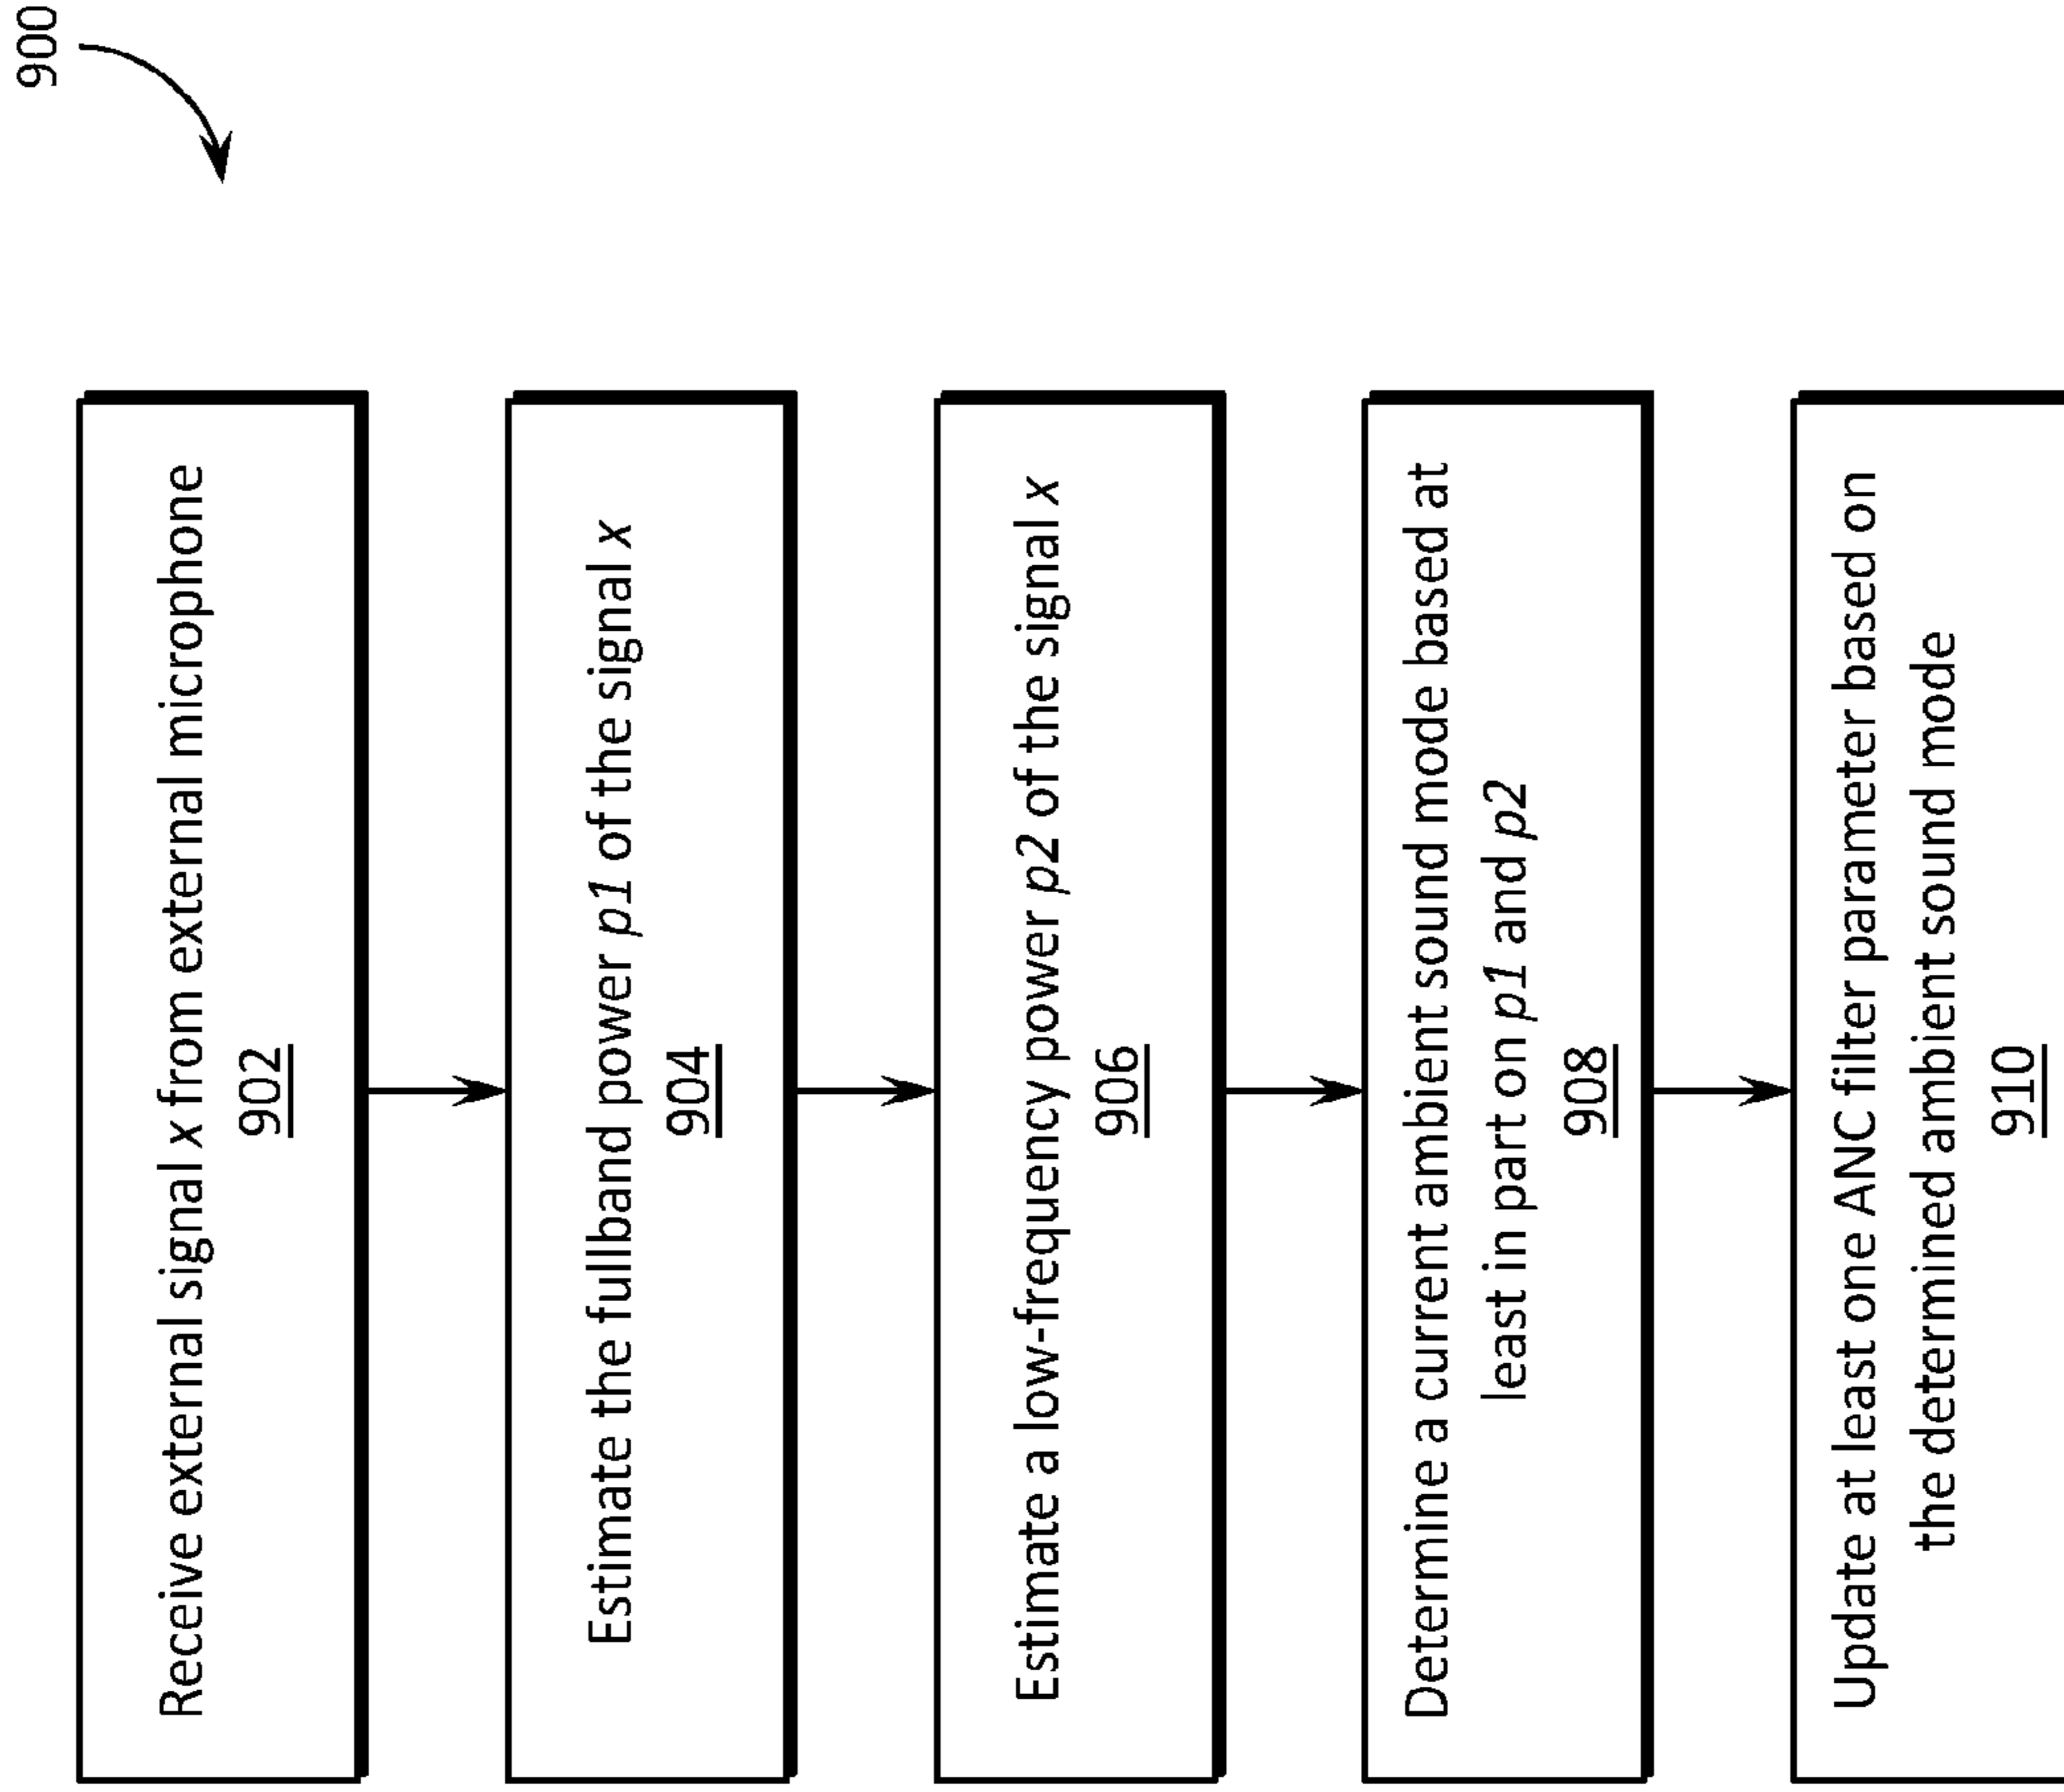 900
Receive external signal x from external microphone
902
Estimate the fullband power p1 of the signal x
904
Estimate a low-frequency power p2 of the signal x
906
Determine a current ambient sound mode based at
least in part on p1 and p2
908
Update at least one ANC filter parameter based on
the determined ambient sound mode
910